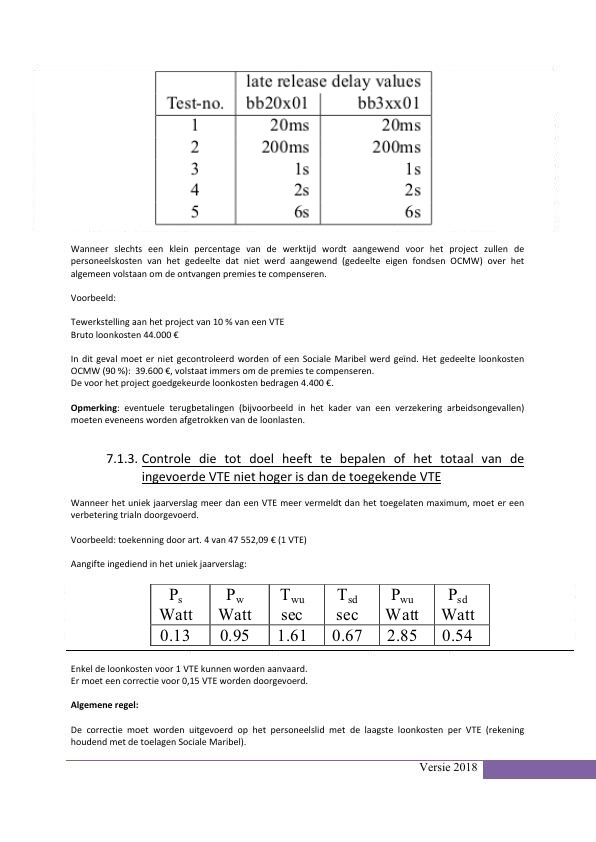 late release delay values
Test-no. bb20x01 bb3xx01
1 20ms 20ms
2 200ms 200ms
3 1s 1s
4 2s 2s
5 6s 6s
Wanneer slechts een klein percentage van de werktijd wordt aangewend voor het project zullen de
personeelskosten van het gedeelte dat niet werd aangewend (gedeelte eigen fondsen OCMW) over het
algemeen volstaan om de ontvangen premies te compenseren.
Voorbeeld:
Tewerkstelling aan het project van 10 % van een VTE
Bruto loonkosten 44.000 €
In dit geval moet er niet gecontroleerd worden of een Sociale Maribel werd geïnd. Het gedeelte loonkosten
OCMW (90 %): 39.600 €, volstaat immers om de premies te compenseren.
De voor het project goedgekeurde loonkosten bedragen 4.400 €.
Opmerking: eventuele terugbetalingen (bijvoorbeeld in het kader van een verzekering arbeidsongevallen)
moeten eveneens worden afgetrokken van de loonlasten.
7.1.3. Controle die tot doel heeft te bepalen of het totaal van de
ingevoerde VTE niet hoger is dan de toegekende VTE
Wanneer het uniek jaarverslag meer dan een VTE meer vermeldt dan het toegelaten maximum, moet er een
verbetering trialn doorgevoerd.
Voorbeeld: toekenning door art. 4 van 47 552,09 € (1 VTE)
Aangifte ingediend in het uniek jaarverslag:
Ps Pw Twu Tsd Pwu Psd
Watt Watt sec sec Watt Watt
0.13 0.95 1.61 0.67 2.85 0.54
Enkel de loonkosten voor 1 VTE kunnen worden aanvaard.
Er moet een correctie voor 0,15 VTE worden doorgevoerd.
Algemene regel:
De correctie moet worden uitgevoerd op het personeelslid met de laagste loonkosten per VTE (rekening
houdend met de toelagen Sociale Maribel).
Versie 2018